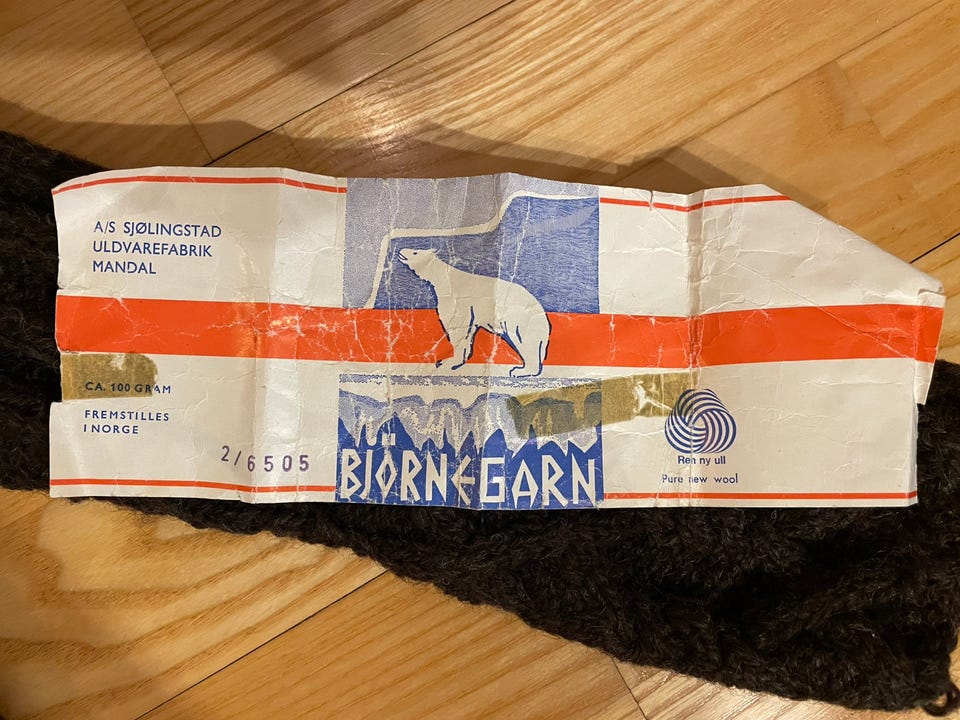 A/S SJØLINGSTAD
ULDVAREFABRIK
MANDAL
CA. 100 GRAM
FREMSTILLES
I NORGE
2/6505
BJÖRNEGARN
Ren ny ull
Pure new wool